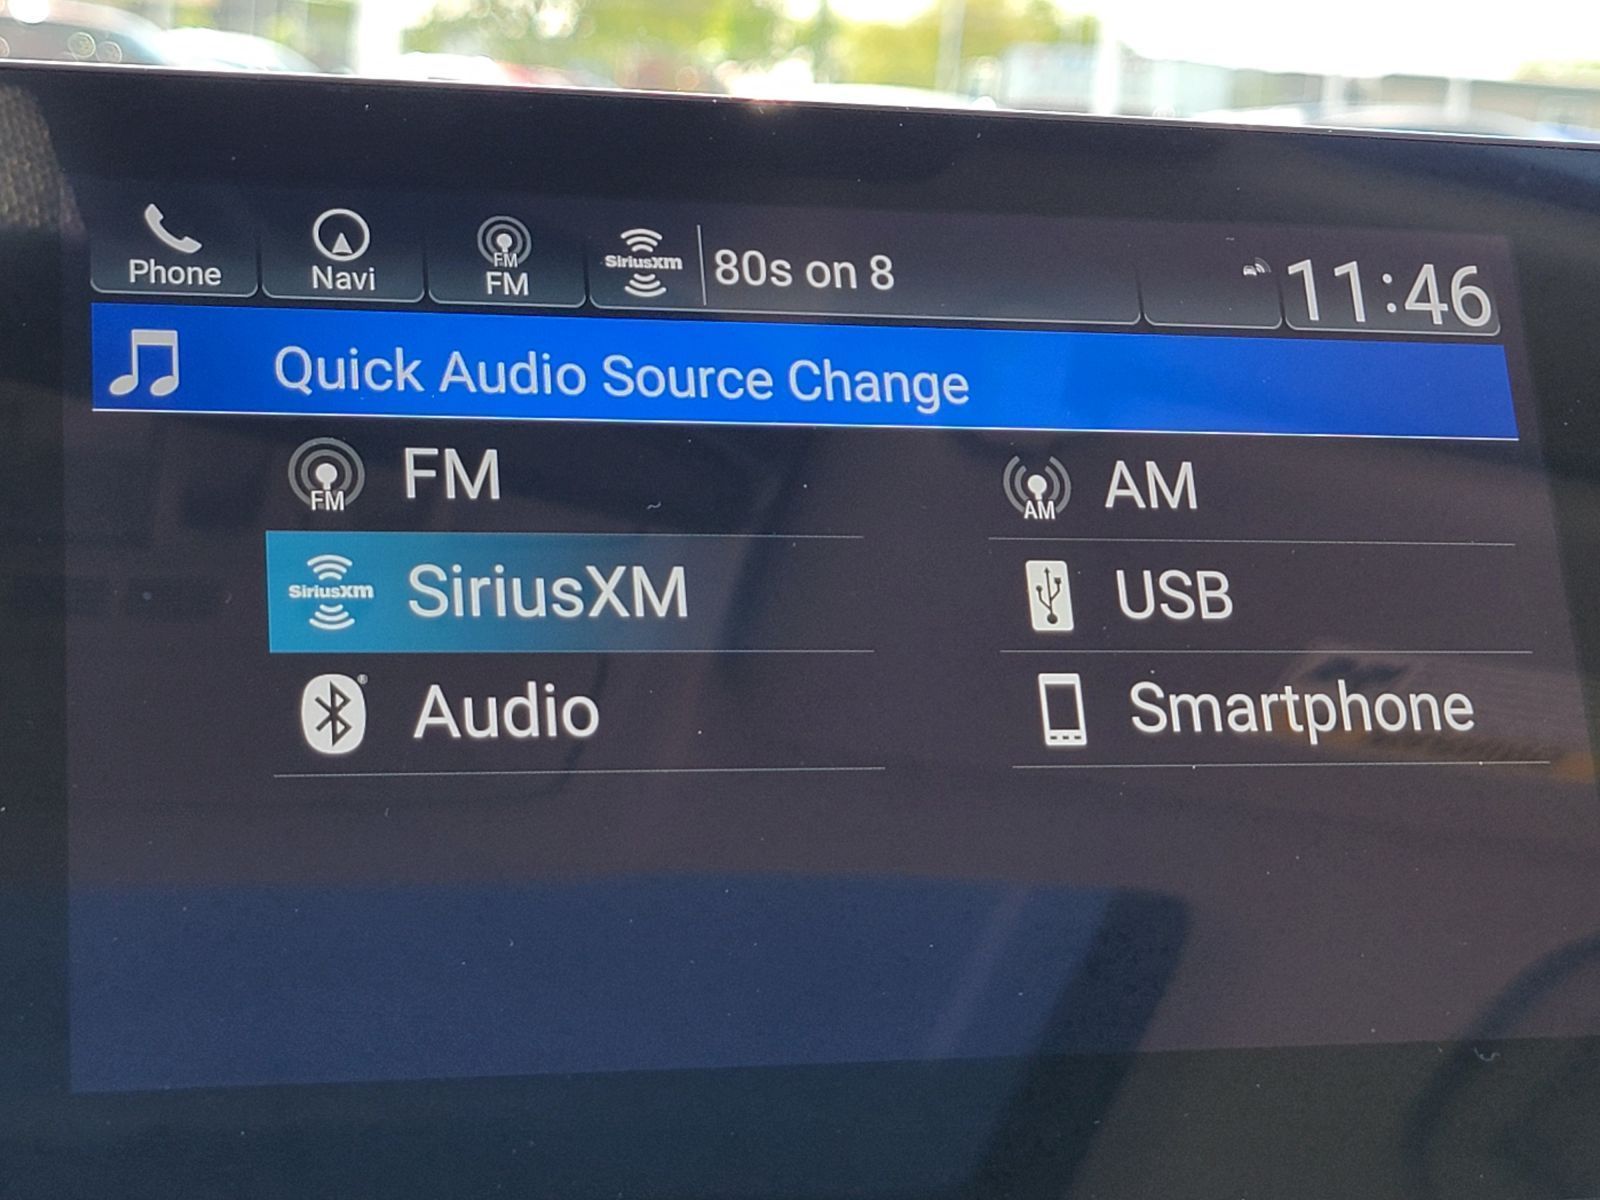 Phone
Navi
FM
FM
SiriusXM
80s on 8
11:46
Quick Audio Source Change
FM
FM
AM
AM
SiriusXM
SiriusXM
USB
Audio
Smartphone